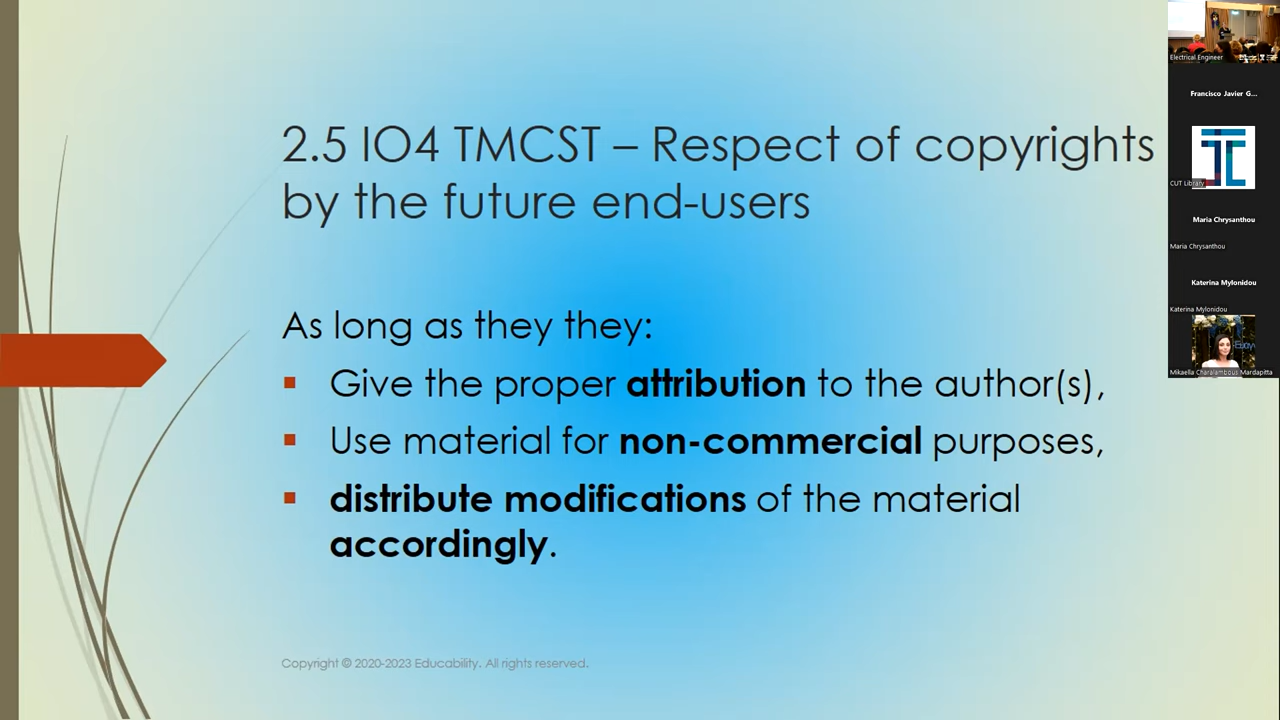 2.5 IO4 TMCST – Respect of copyrights
by the future end-users
As long as they they:
▪ Give the proper attribution to the author(s),
▪ Use material for non-commercial purposes,
▪ distribute modifications of the material
accordingly.
Copyright © 2020-2023 Educability. All rights reserved.
Electrical Engineer
Francisco Javier G...
CUT Library
Maria Chrysanthou
Maria Chrysanthou
Katerina Mylonidou
Katerina Mylonidou
Mikaella Charalambous Mardapitta